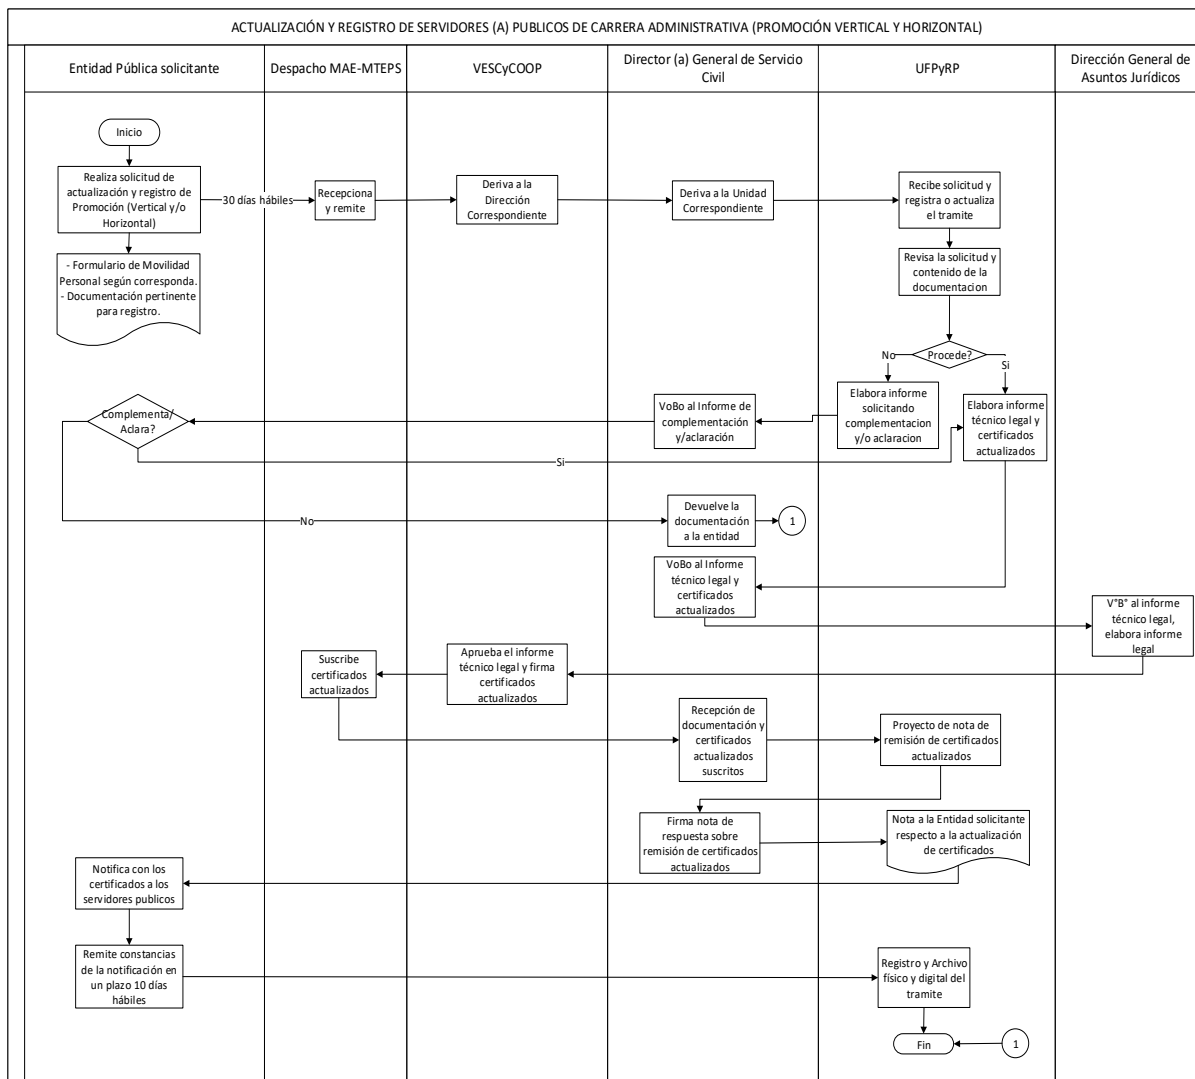 ACTUALIZACIÓN Y REGISTRO DE SERVIDORES (A) PUBLICOS DE CARRERA ADMINISTRATIVA (PROMOCIÓN VERTICAL Y HORIZONTAL)
Entidad Pública solicitante
Despacho MAE-MTEPS
VESCyCOOP
Director (a) General de Servicio
Civil
UFPyRP
Dirección General de
Asuntos Jurídicos
Inicio
Realiza solicitud de
actualización y registro de
Promoción (Vertical y/o
Horizontal)
30 días hábiles
Recepciona
y remite
Deriva a la
Dirección
Correspondiente
Deriva a la Unidad
Correspondiente
Recibe solicitud y
registra o actualiza
el tramite
- Formulario de Movilidad
Personal según corresponda.
- Documentación pertinente
para registro.
Revisa la solicitud y
contenido de la
documentacion
Procede?
No
Si
Complementa/
Aclara?
VoBo al Informe de
complementación
y/aclaración
Elabora informe
solicitando
complementacion
y/o aclaracion
Elabora informe
técnico legal y
certificados
actualizados
Si
No
Devuelve la
documentación
a la entidad
1
VoBo al Informe
técnico legal y
certificados
actualizados
V°B° al informe
técnico legal,
elabora informe
legal
Suscribe
certificados
actualizados
Aprueba el informe
técnico legal y firma
certificados
actualizados
Recepción de
documentación y
certificados
actualizados
suscritos
Proyecto de nota de
remisión de certificados
actualizados
Firma nota de
respuesta sobre
remisión de certificados
actualizados
Nota a la Entidad solicitante
respecto a la actualización
de certificados
Notifica con los
certificados a los
servidores publicos
Remite constancias
de la notificación en
un plazo 10 días
hábiles
Registro y Archivo
físico y digital del
tramite
Fin
1